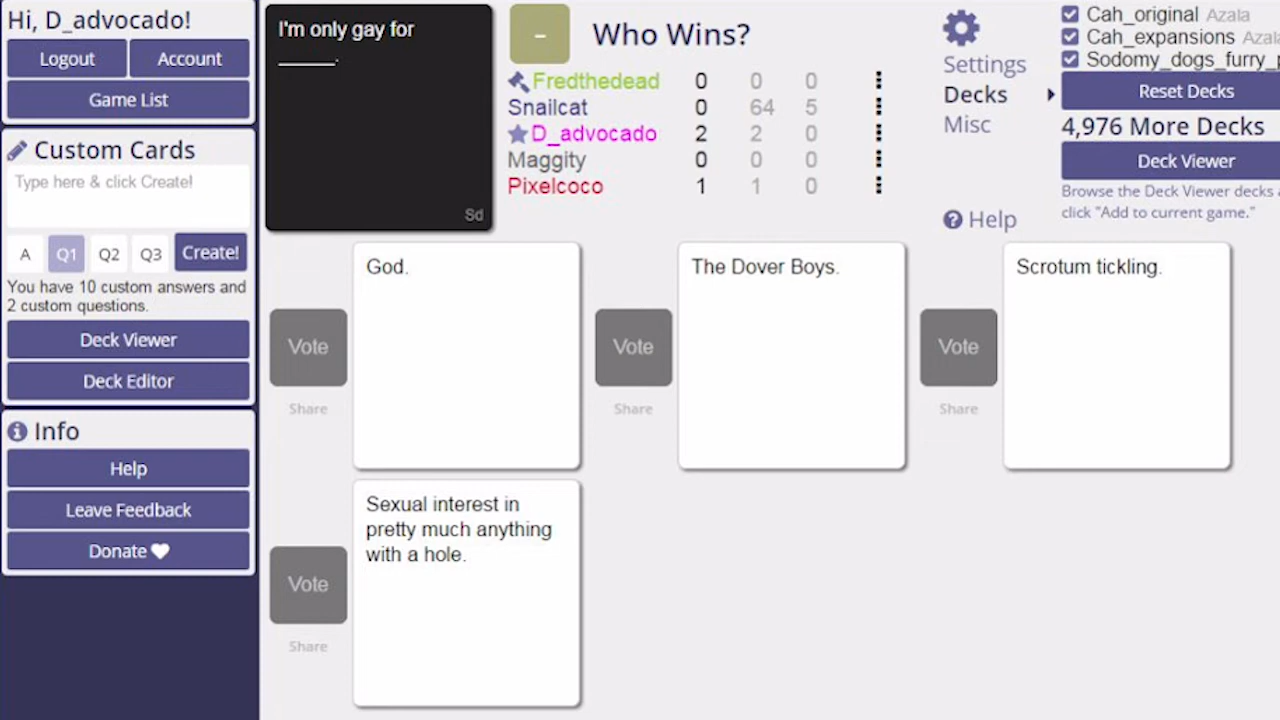 Hi, D_advocado!
Logout
Account
Game List
Custom Cards
Type here & click Create!
A
Q1
Q2
Q3
Create!
You have 10 custom answers and
2 custom questions.
Deck Viewer
Deck Editor
Info
Help
Leave Feedback
Donate
I'm only gay for
______.
Sd
–
Who Wins?
Fredthedead 0 0 0
Snailcat 0 64 5
D_advocado 2 2 0
Maggity 0 0 0
Pixelcoco 1 1 0
Settings
Decks
Misc
Help
Cah_original Azala
Cah_expansions Azala
Sodomy_dogs_furry_p
Reset Decks
4,976 More Decks
Deck Viewer
Browse the Deck Viewer decks a
click "Add to current game."
Vote
Share
God.
Vote
Share
The Dover Boys.
Vote
Share
Scrotum tickling.
Vote
Share
Sexual interest in
pretty much anything
with a hole.